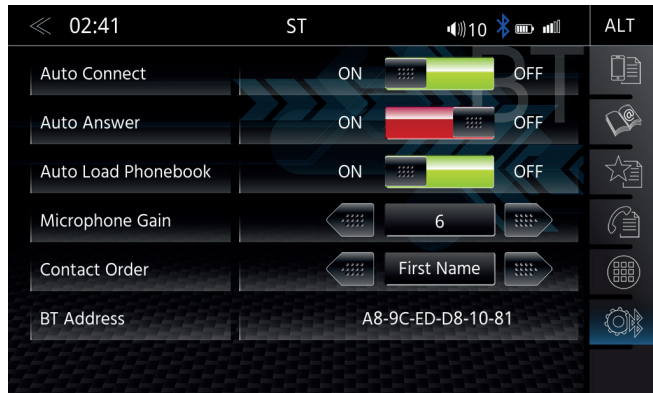 02:41 ST 10 ALT
BT
Auto Connect ON OFF
Auto Answer ON OFF
Auto Load Phonebook ON OFF
Microphone Gain 6
Contact Order First Name
BT Address A8-9C-ED-D8-10-81